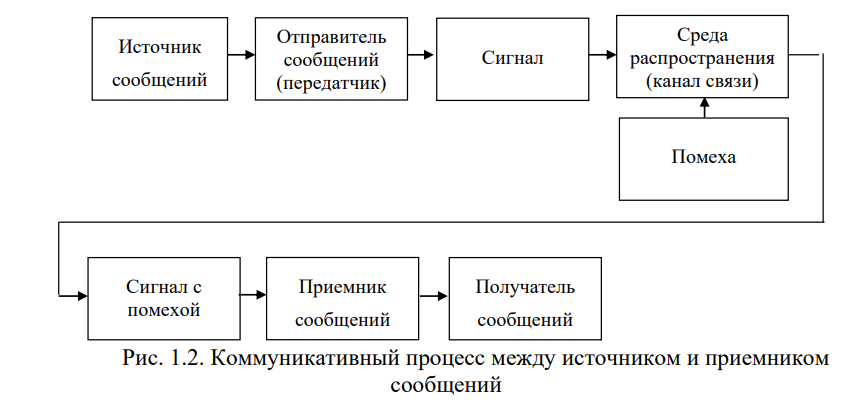 Источник
сообщений
Отправитель
сообщений
(передатчик)
Сигнал
Среда
распространения
(канал связи)
Помеха
Сигнал с
помехой
Приемник
сообщений
Получатель
сообщений
Рис. 1.2. Коммуникативный процесс между источником и приемником
сообщений